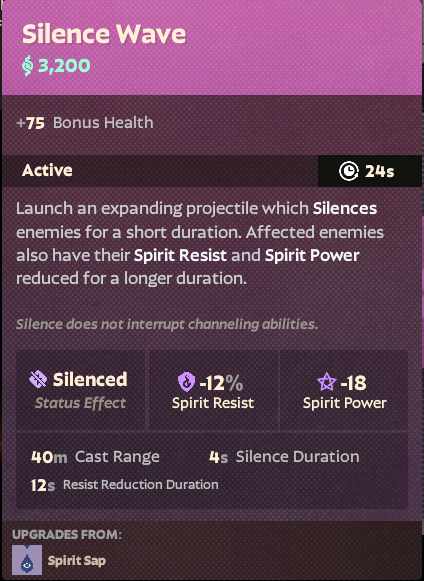 Silence Wave
3,200
+75 Bonus Health
Active 24s
Launch an expanding projectile which Silences
enemies for a short duration. Affected enemies
also have their Spirit Resist and Spirit Power
reduced for a longer duration.
Silence does not interrupt channeling abilities.
Silenced -12% -18
Status Effect Spirit Resist Spirit Power
40m Cast Range 4s Silence Duration
12s Resist Reduction Duration
UPGRADES FROM:
Spirit Sap